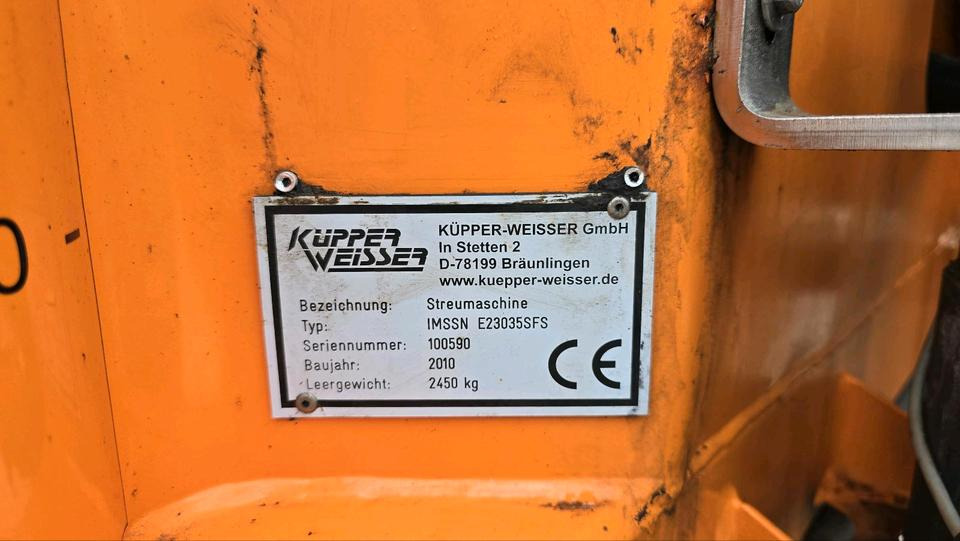 KÜPPER
WEISSER
KÜPPER-WEISSER GmbH
In Stetten 2
D-78199 Bräunlingen
www.kuepper-weisser.de
Bezeichnung: Streumaschine
Typ: IMSSN E23035SFS
Seriennummer: 100590
Baujahr: 2010
Leergewicht: 2450 kg
CE